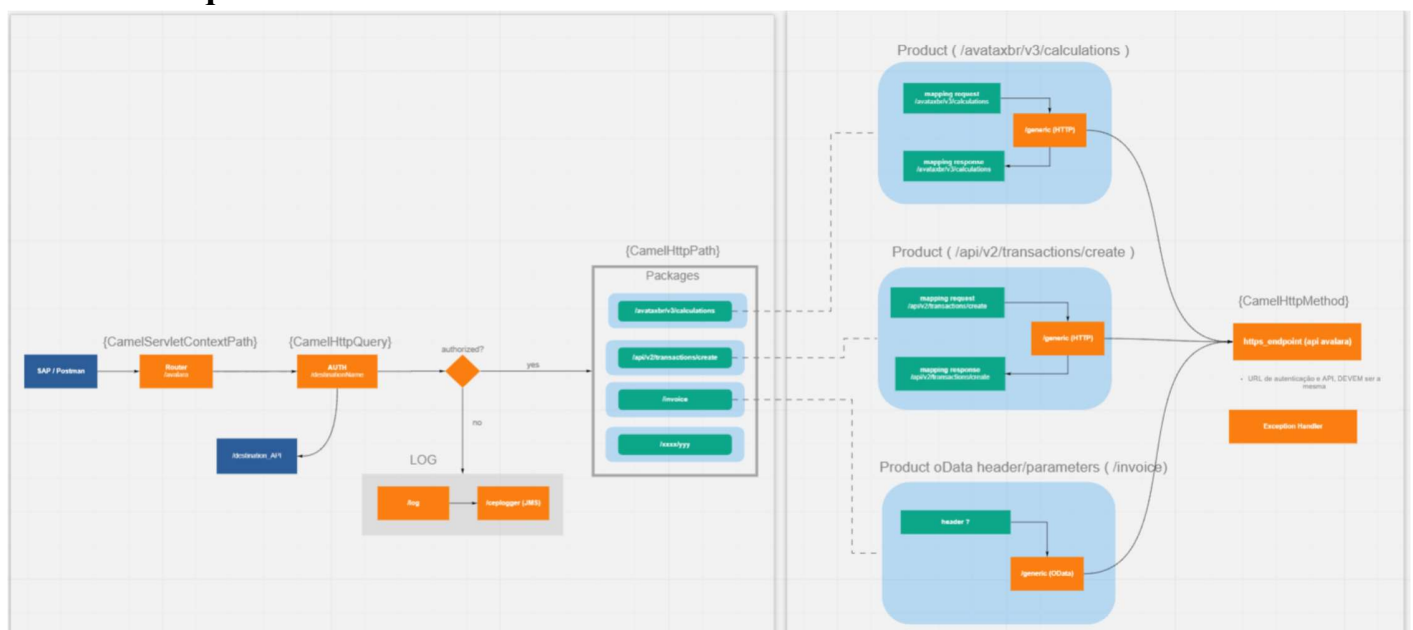 Product ( /avataxbr/v3/calculations )
mapping request
/avataxbr/v3/calculations
/generic (HTTP)
mapping response
/avataxbr/v3/calculations
{CamelHttpPath}
Packages
/avataxbr/v3/calculations
/api/v2/transactions/create
/invoice
/xxxx/yyy
Product ( /api/v2/transactions/create )
mapping request
/api/v2/transactions/create
/generic (HTTP)
mapping response
/api/v2/transactions/create
{CamelHttpMethod}
https_endpoint (api avalara)
• URL de autenticação e API, DEVEM ser a
mesma
Exception Handler
{CamelServletContextPath}
{CamelHttpQuery}
authorized?
SAP / Postman
Router
AUTH
/destinationName
yes
no
/destination_API
LOG
/log
(JMS)
Product oData header/parameters ( /invoice)
header ?
/generic (OData)